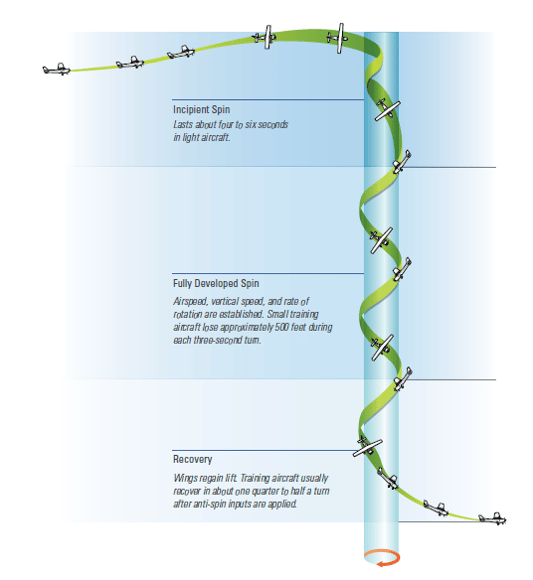 Incipient Spin
Lasts about four to six seconds
in light aircraft.
Fully Developed Spin
Airspeed, vertical speed, and rate of
rotation are established. Small training
aircraft lose approximately 500 feet during
each three-second turn.
Recovery
Wings regain lift. Training aircraft usually
recover in about one quarter to half a turn
after anti-spin inputs are applied.